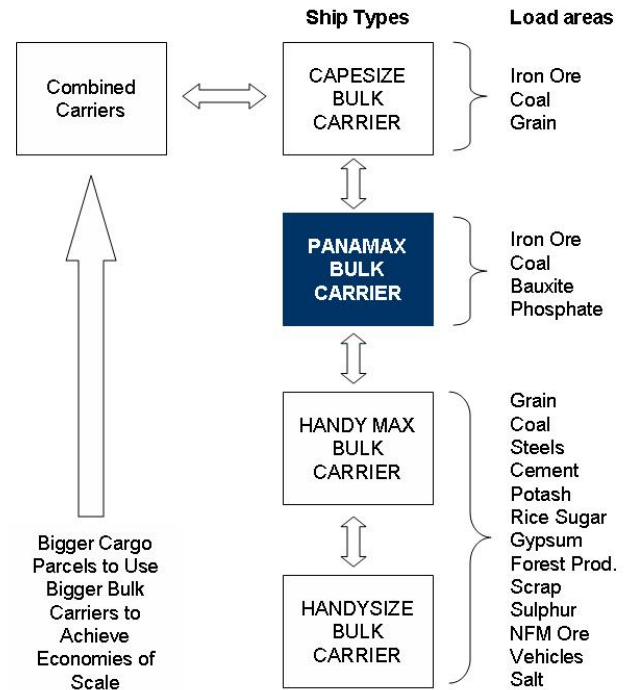 Ship Types
Load areas
Combined
Carriers
CAPESIZE
BULK
CARRIER
Iron Ore
Coal
Grain
PANAMAX
BULK
CARRIER
Iron Ore
Coal
Bauxite
Phosphate
HANDY MAX
BULK
CARRIER
HANDYSIZE
BULK
CARRIER
Grain
Coal
Steels
Cement
Potash
Rice Sugar
Gypsum
Forest Prod.
Scrap
Sulphur
NFM Ore
Vehicles
Salt
Bigger Cargo
Parcels to Use
Bigger Bulk
Carriers to
Achieve
Economies of
Scale